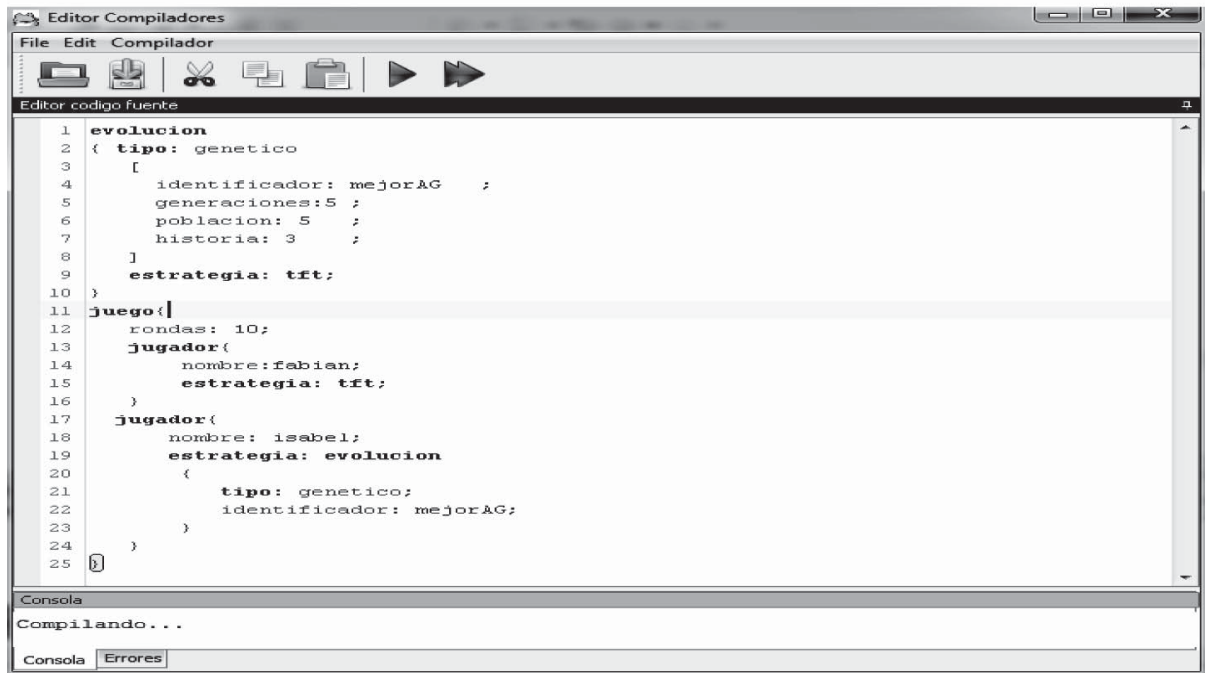 Editor Compiladores
File Edit Compilador
Editor codigo fuente
1 evolucion
2 { tipo: genetico
3 [
4 identificador: mejorAG ;
5 generaciones:5 ;
6 poblacion: 5 ;
7 historia: 3 ;
8 ]
9 estrategia: tft;
10 }
11 juego{
12 rondas: 10;
13 jugador{
14 nombre:fabian;
15 estrategia: tft;
16 }
17 jugador{
18 nombre: isabel;
19 estrategia: evolucion
20 {
21 tipo: genetico;
22 identificador: mejorAG;
23 }
24 }
25 }
Consola
Compilando...
Consola Errores